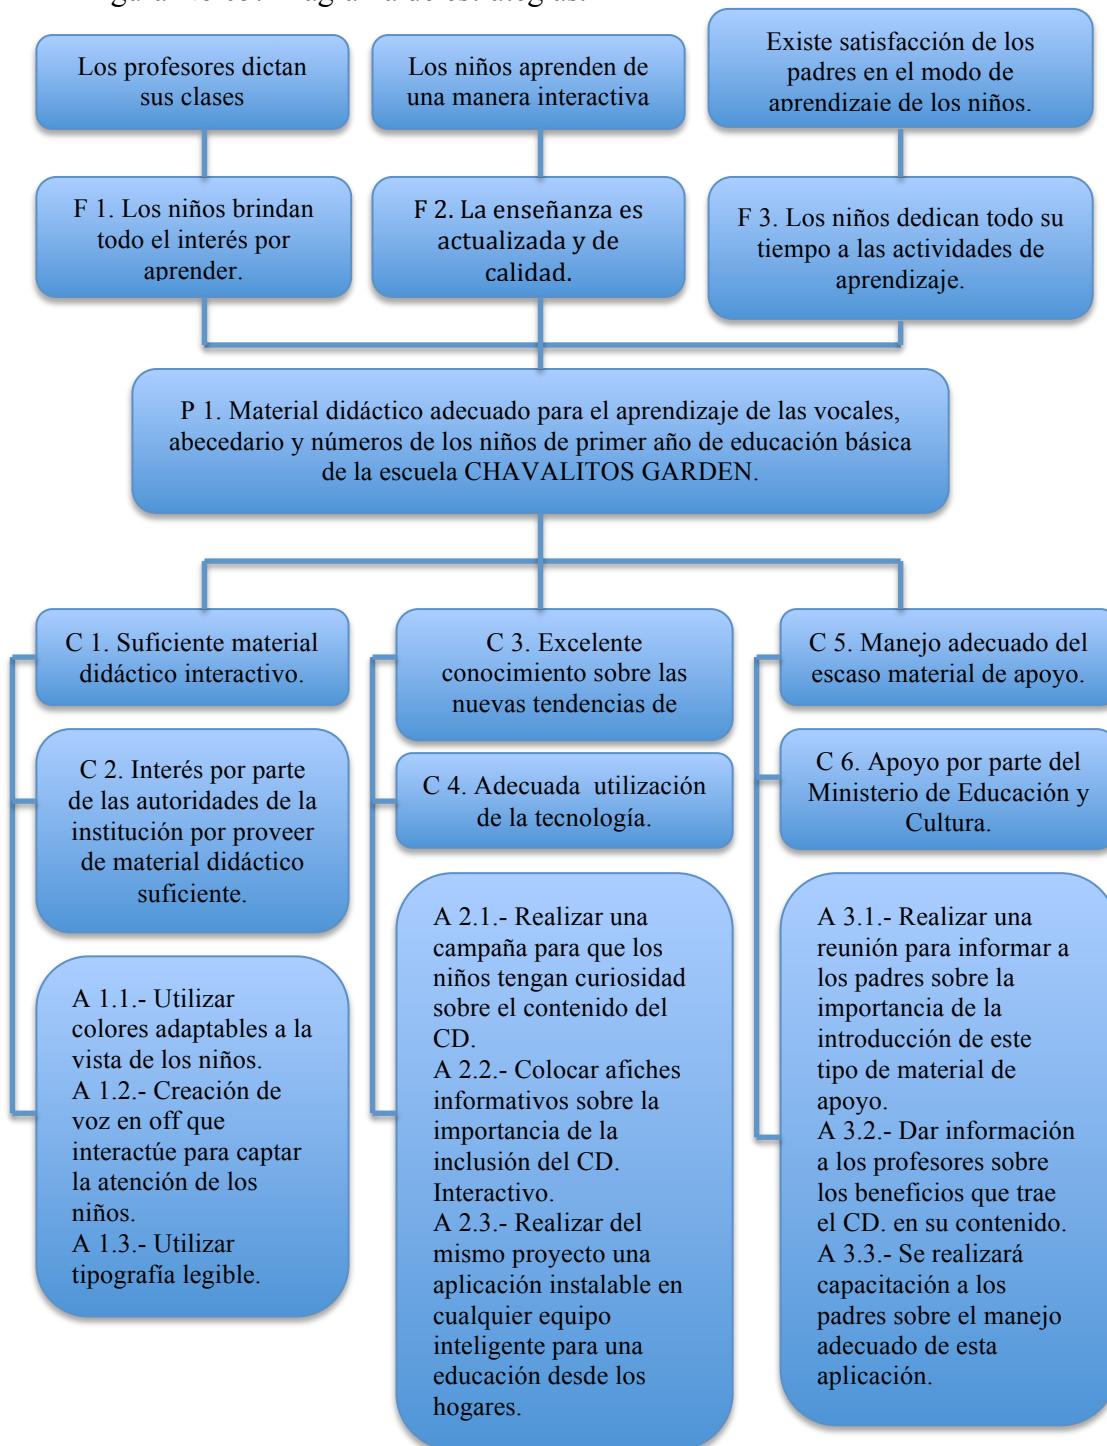 Los profesores dictan
sus clases
Los niños aprenden de
una manera interactiva
Existe satisfacción de los
padres en el modo de
aprendizaje de los niños.
F 1. Los niños brindan
todo el interés por
aprender.
F 2. La enseñanza es
actualizada y de
calidad.
F 3. Los niños dedican todo su
tiempo a las actividades de
aprendizaje.
P 1. Material didáctico adecuado para el aprendizaje de las vocales,
abecedario y números de los niños de primer año de educación básica
de la escuela CHAVALITOS GARDEN.
C 1. Suficiente material
didáctico interactivo.
C 2. Interés por parte
de las autoridades de la
institución por proveer
de material didáctico
suficiente.
A 1.1.- Utilizar
colores adaptables a la
vista de los niños.
A 1.2.- Creación de
voz en off que
interactúe para captar
la atención de los
niños.
A 1.3.- Utilizar
tipografía legible.
C 3. Excelente
conocimiento sobre las
nuevas tendencias de
C 4. Adecuada utilización
de la tecnología.
A 2.1.- Realizar una
campaña para que los
niños tengan curiosidad
sobre el contenido del
CD.
A 2.2.- Colocar afiches
informativos sobre la
importancia de la
inclusión del CD.
Interactivo.
A 2.3.- Realizar del
mismo proyecto una
aplicación instalable en
cualquier equipo
inteligente para una
educación desde los
hogares.
C 5. Manejo adecuado del
escaso material de apoyo.
C 6. Apoyo por parte del
Ministerio de Educación y
Cultura.
A 3.1.- Realizar una
reunión para informar a
los padres sobre la
importancia de la
introducción de este
tipo de material de
apoyo.
A 3.2.- Dar información
a los profesores sobre
los beneficios que trae
el CD. en su contenido.
A 3.3.- Se realizará
capacitación a los
padres sobre el manejo
adecuado de esta
aplicación.